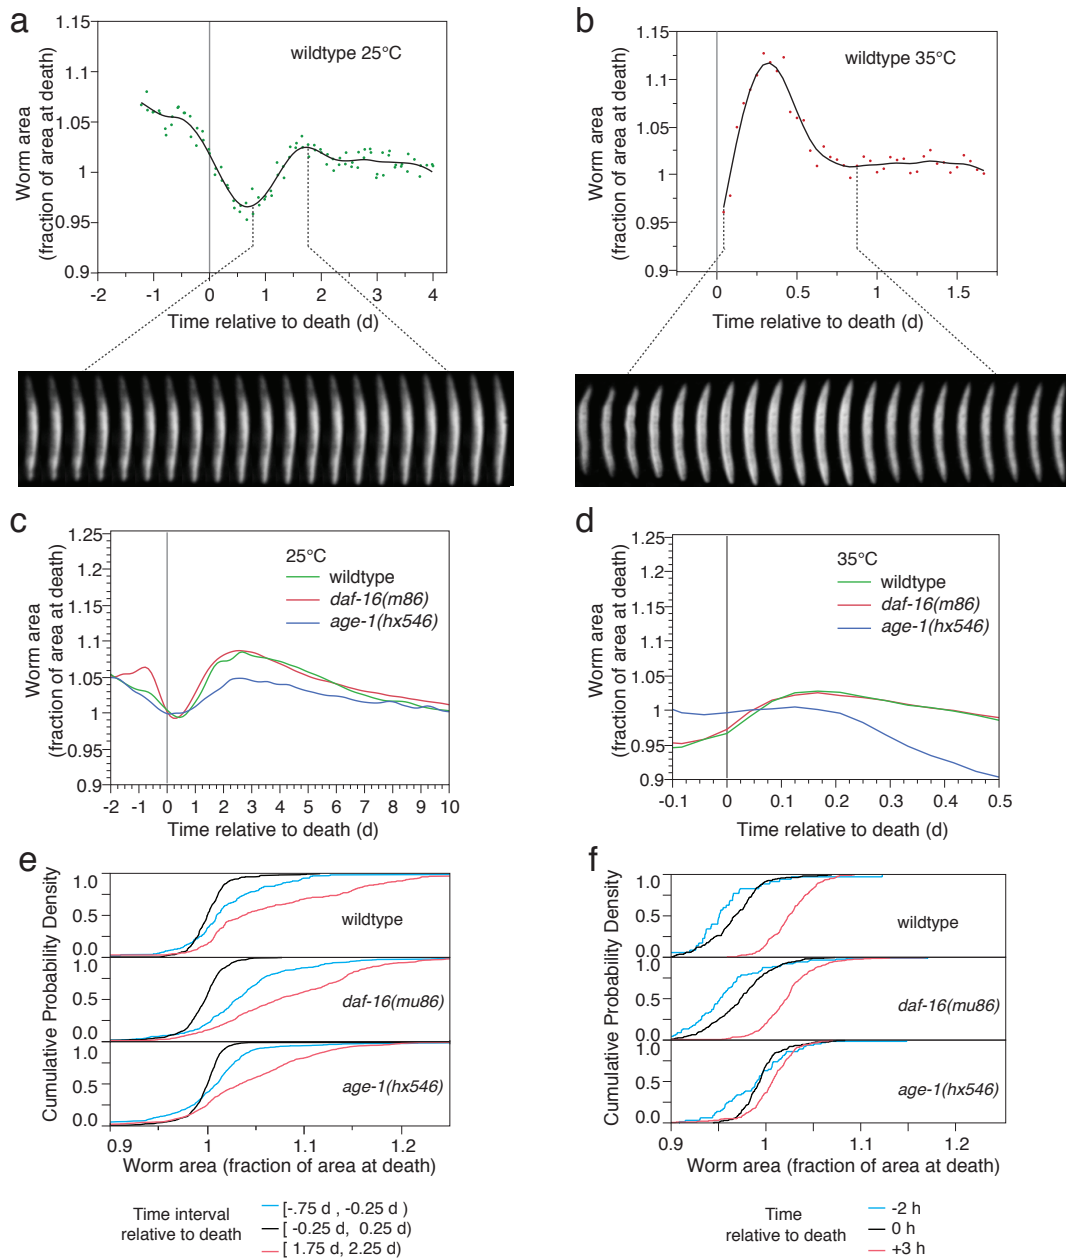 a
1.15
1.1
1.05
1
0.95
0.9
Worm area
(fraction of area at death)
wildtype 25°C
-2 -1 0 1 2 3 4
Time relative to death (d)
b
1.15
1.1
1.05
1
0.95
0.9
Worm area
(fraction of area at death)
wildtype 35°C
0 0.5 1 1.5
Time relative to death (d)
c
1.25
1.2
1.15
1.1
1.05
1
0.95
0.9
Worm area
(fraction of area at death)
25°C
wildtype
daf-16(m86)
age-1(hx546)
-2 -1 0 1 2 3 4 5 6 7 8 9 10
Time relative to death (d)
d
1.25
1.2
1.15
1.1
1.05
1.0
0.95
0.9
Worm area
(fraction of area at death)
35°C
wildtype
daf-16(m86)
age-1(hx546)
-0.1 0 0.1 0.2 0.3 0.4 0.5
Time relative to death (d)
e
Cumulative Probability Density
1.0
0.5
0.0
wildtype
1.0
0.5
0.0
daf-16(mu86)
1.0
0.5
0.0
age-1(hx546)
0.9 1 1.1 1.2
Worm area (fraction of area at death)
Time interval
relative to death
[-.75 d , -0.25 d )
[ -0.25 d, 0.25 d)
[ 1.75 d, 2.25 d)
f
Cumulative Probability Density
1.0
0.5
0.0
wildtype
1.0
0.5
0.0
daf-16(mu86)
1.0
0.5
0.0
age-1(hx546)
0.9 1 1.1 1.2
Worm area (fraction of area at death)
Time
relative to death
-2 h
0 h
+3 h